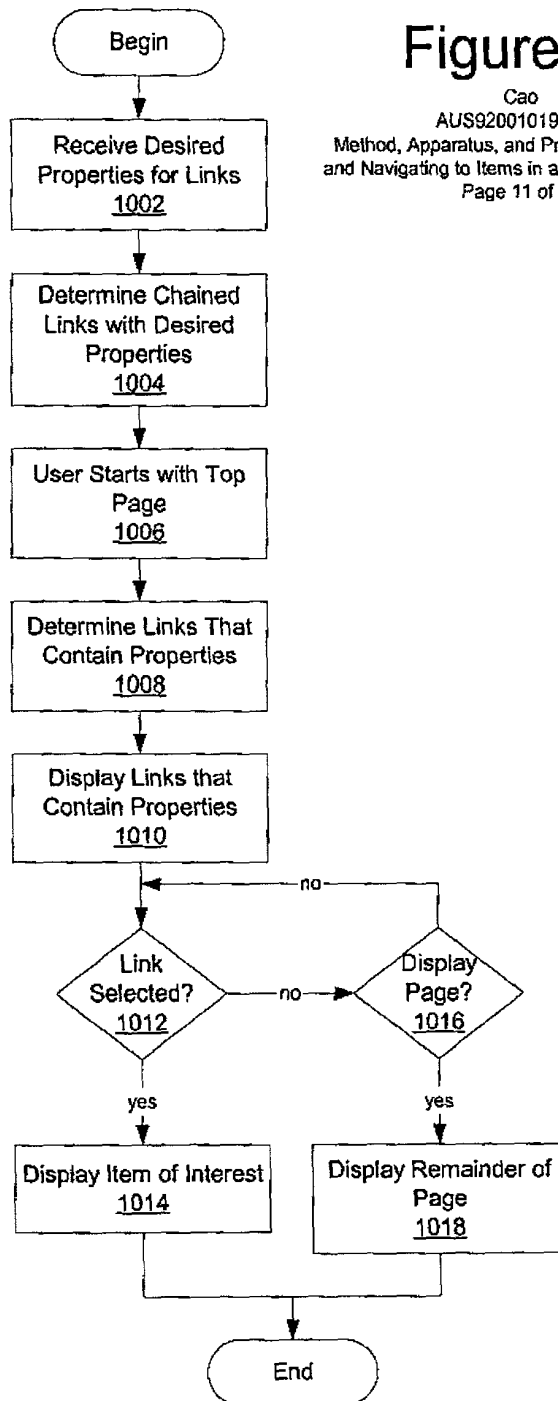 Begin
Figure
Cao
AUS92001019
Method, Apparatus, and Pr
and Navigating to Items in a
Page 11 of
Receive Desired
Properties for Links
1002
Determine Chained
Links with Desired
Properties
1004
User Starts with Top
Page
1006
Determine Links That
Contain Properties
1008
Display Links that
Contain Properties
1010
no
Link
Selected?
1012
no
Display
Page?
1016
yes
yes
Display Item of Interest
1014
Display Remainder of
Page
1018
End